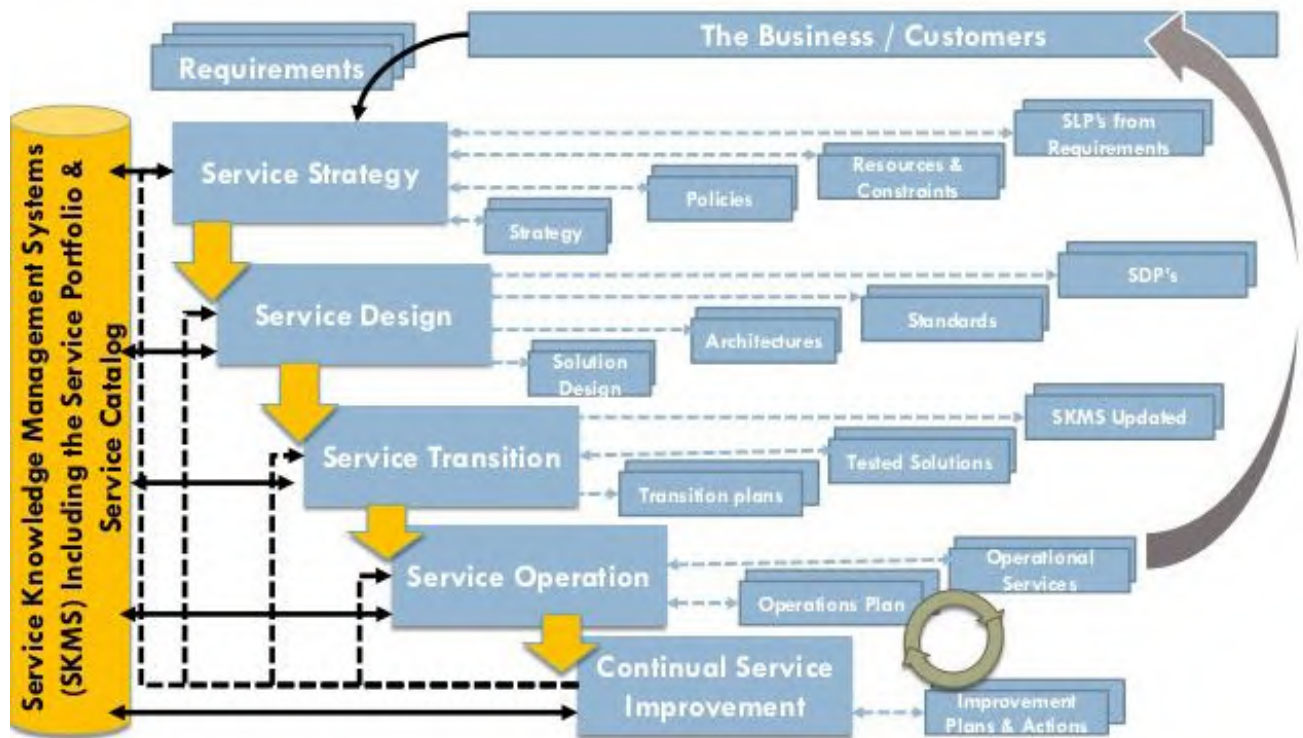 The Business / Customers
Requirements
Service Knowledge Management Systems
(SKMS) Including the Service Portfolio &
Service Catalog
Service Strategy
SLP's from
Requirements
Resources &
Constraints
Policies
Strategy
Service Design
SDP's
Standards
Architectures
Solution
Design
Service Transition
SKMS Updated
Tested Solutions
Transition plans
Service Operation
Operational
Services
Operations Plan
Continual Service
Improvement
Improvement
Plans & Actions